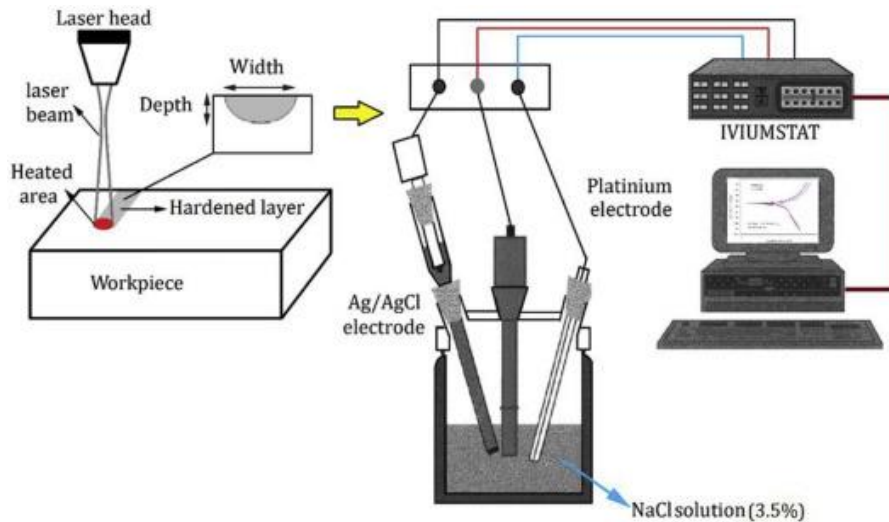 Laser head
laser
beam
Width
Depth
Heated
area
Hardened layer
Workpiece
IVIUMSTAT
Platinium
electrode
Ag/AgCl
electrode
NaCl solution (3.5%)